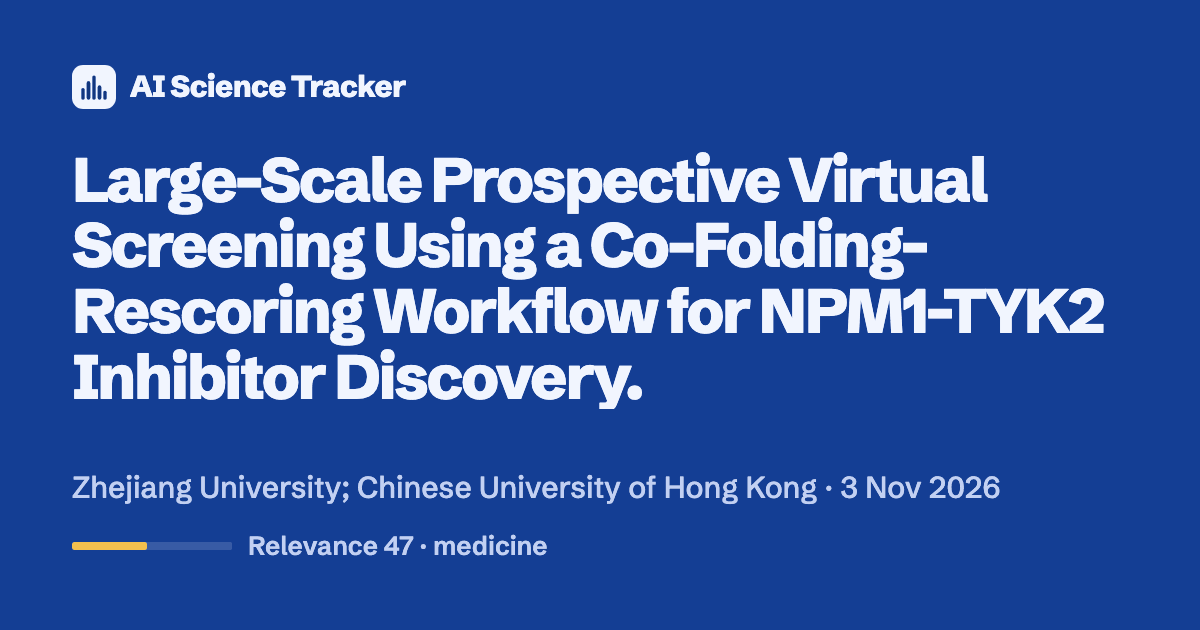 AI Science Tracker
Large-Scale Prospective Virtual
Screening Using a Co-Folding-
Rescoring Workflow for NPM1-TYK2
Inhibitor Discovery.
Zhejiang University; Chinese University of Hong Kong · 3 Nov 2026
Relevance 47 · medicine